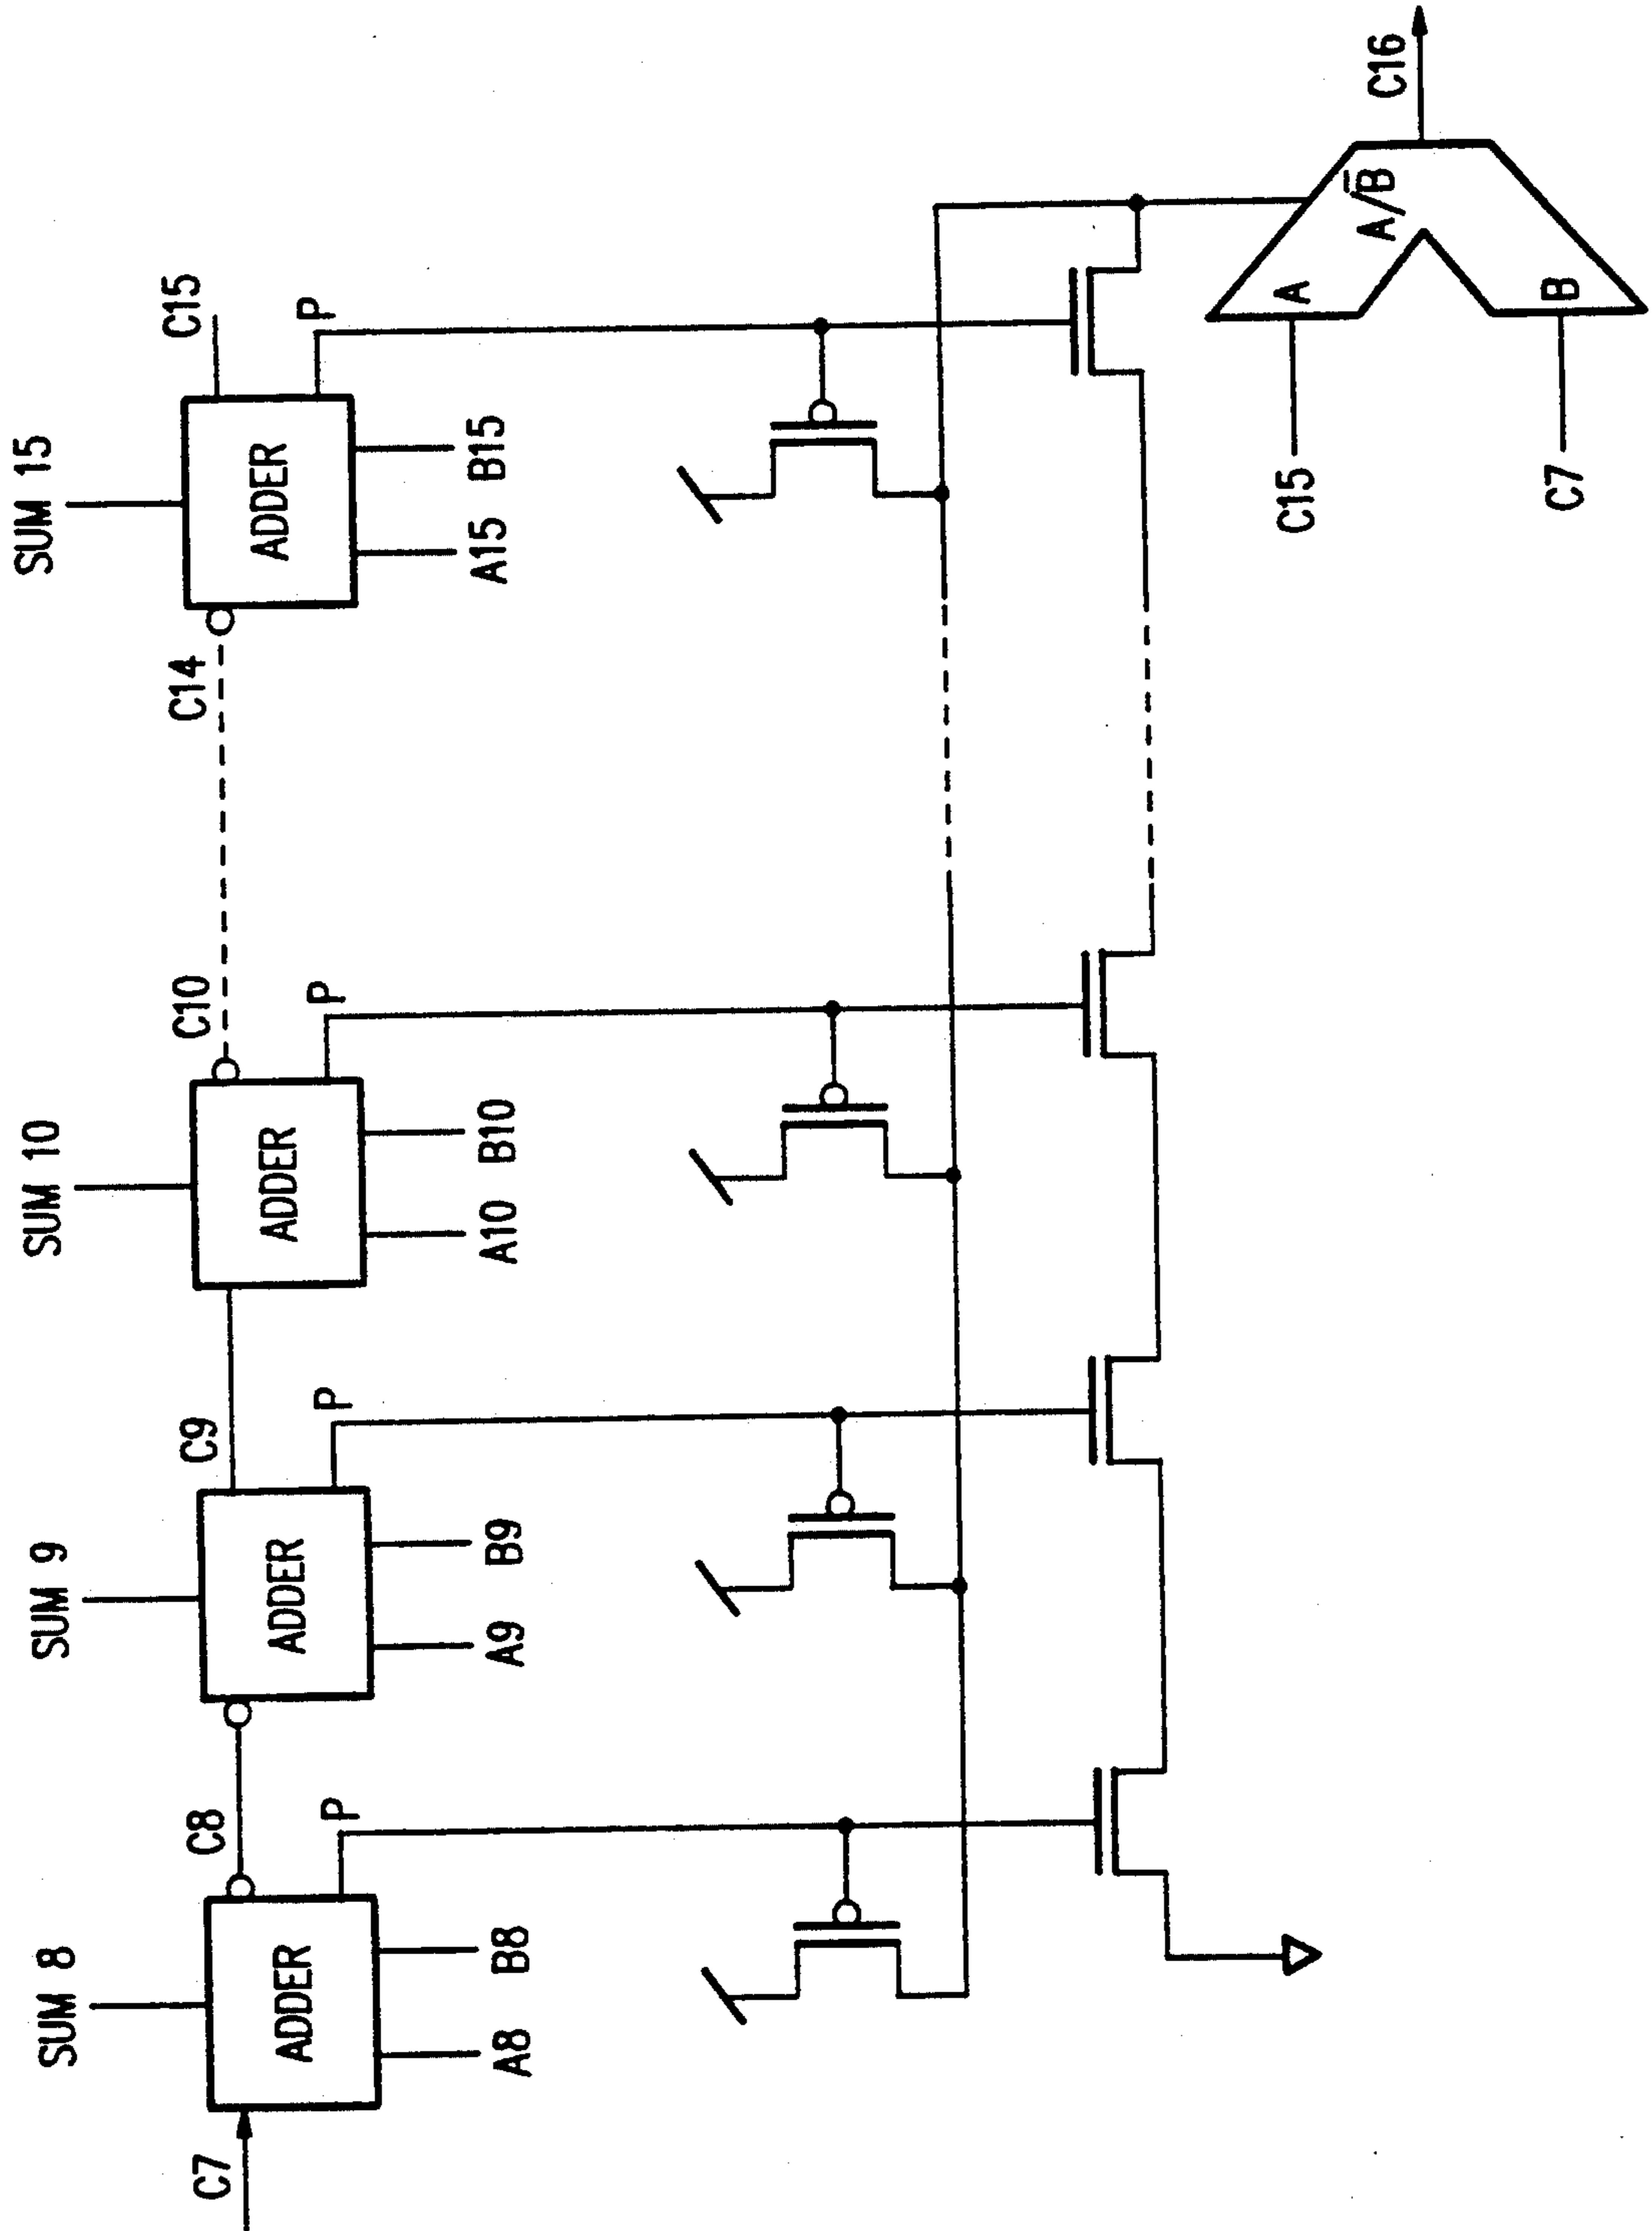 SUM 8
SUM 9
SUM 10
SUM 15
C7
ADDER
C8
ADDER
C9
ADDER
C10
C14
ADDER
C15
P
P
P
P
A8
B8
A9
B9
A10
B10
A15
B15
C15
C7
A
B
A/B̅
C16